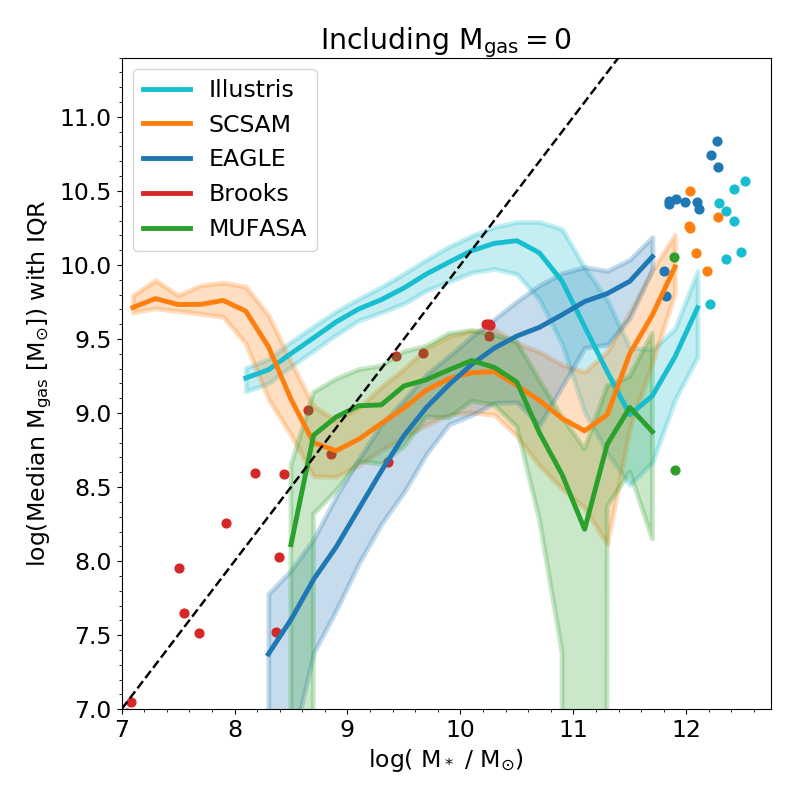 Including M_gas = 0
Illustris
SCSAM
EAGLE
Brooks
MUFASA
11.0
10.5
10.0
9.5
9.0
8.5
8.0
7.5
7.0
log(Median M_gas [M_⊙]) with IQR
7 8 9 10 11 12
log( M_* / M_⊙)